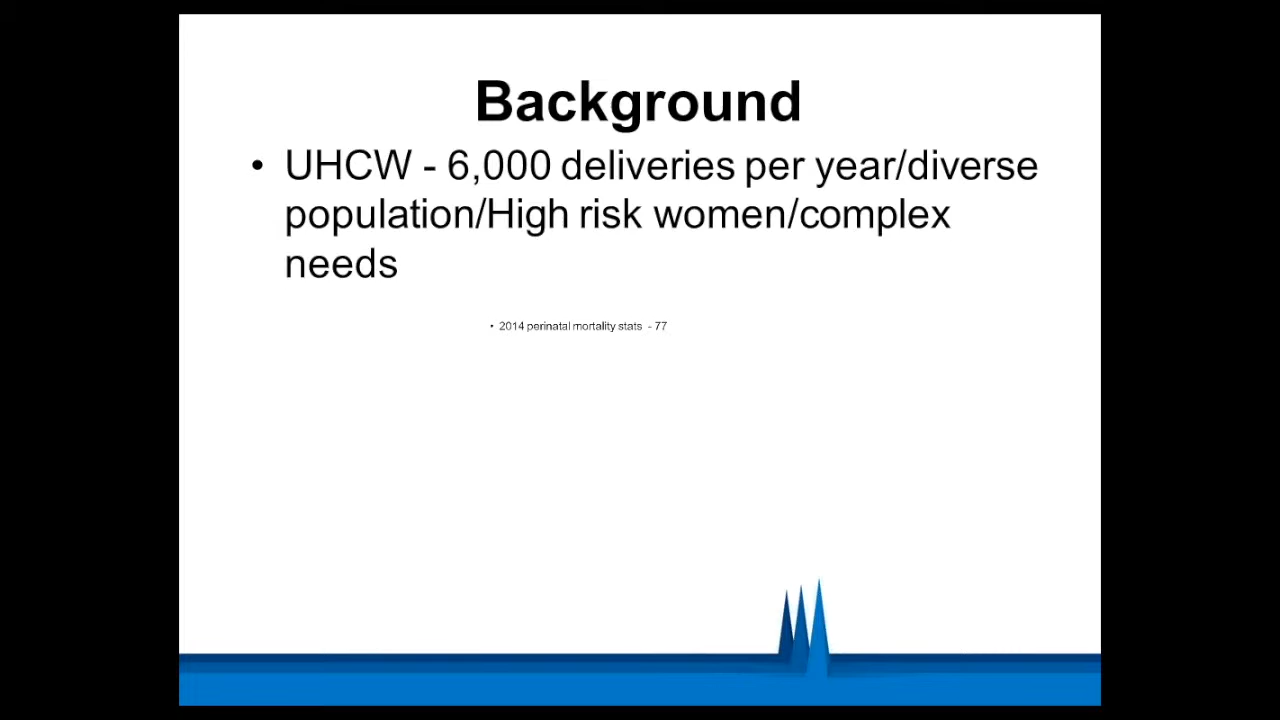 Background
• UHCW - 6,000 deliveries per year/diverse
population/High risk women/complex
needs
• 2014 perinatal mortality stats - 77